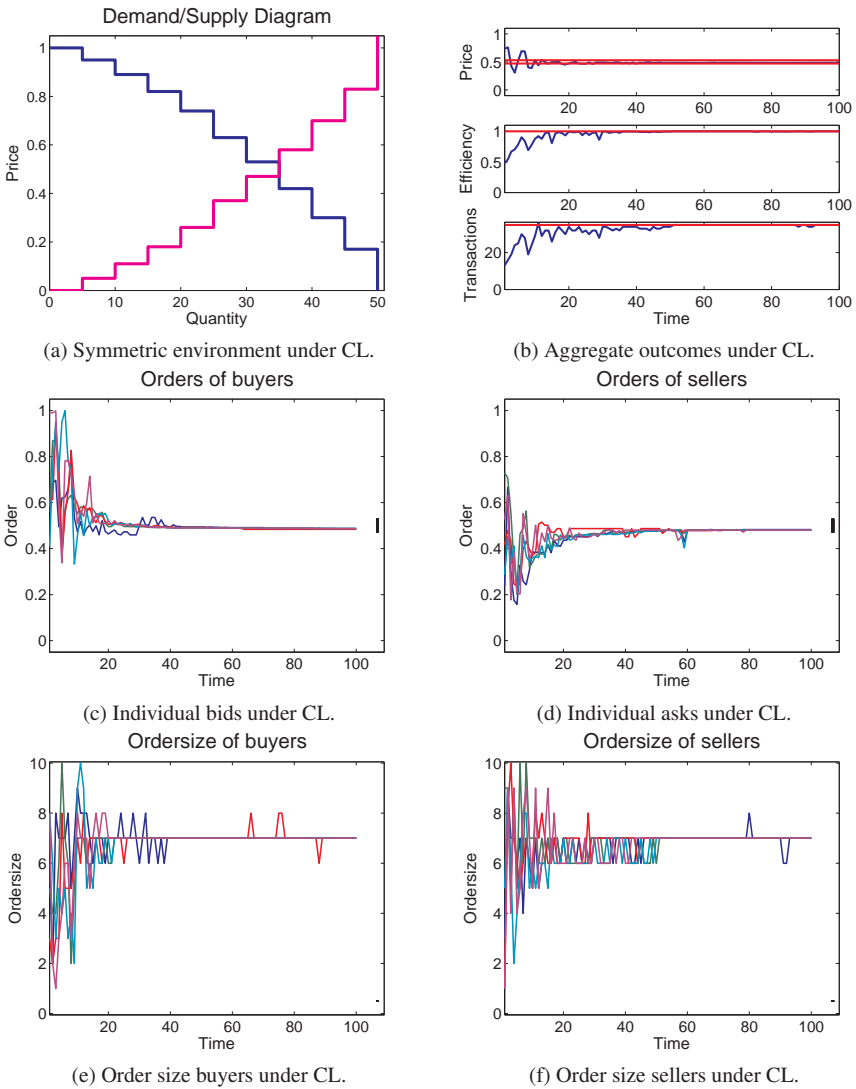 Demand/Supply Diagram
1
0.8
0.6
0.4
0.2
0
0 10 20 30 40 50
Price
Quantity
(a) Symmetric environment under CL.
1
0.5
0
20 40 60 80 100
Price
1
0.5
0
20 40 60 80 100
Efficiency
20
20 40 60 80 100
Transactions
Time
(b) Aggregate outcomes under CL.
Orders of buyers
1
0.8
0.6
0.4
0.2
0
20 40 60 80 100
Order
Time
(c) Individual bids under CL.
Orders of sellers
1
0.8
0.6
0.4
0.2
0
20 40 60 80 100
Order
Time
(d) Individual asks under CL.
Ordersize of buyers
10
8
6
4
2
0
20 40 60 80 100
Ordersize
Time
(e) Order size buyers under CL.
Ordersize of sellers
10
8
6
4
2
0
20 40 60 80 100
Ordersize
Time
(f) Order size sellers under CL.